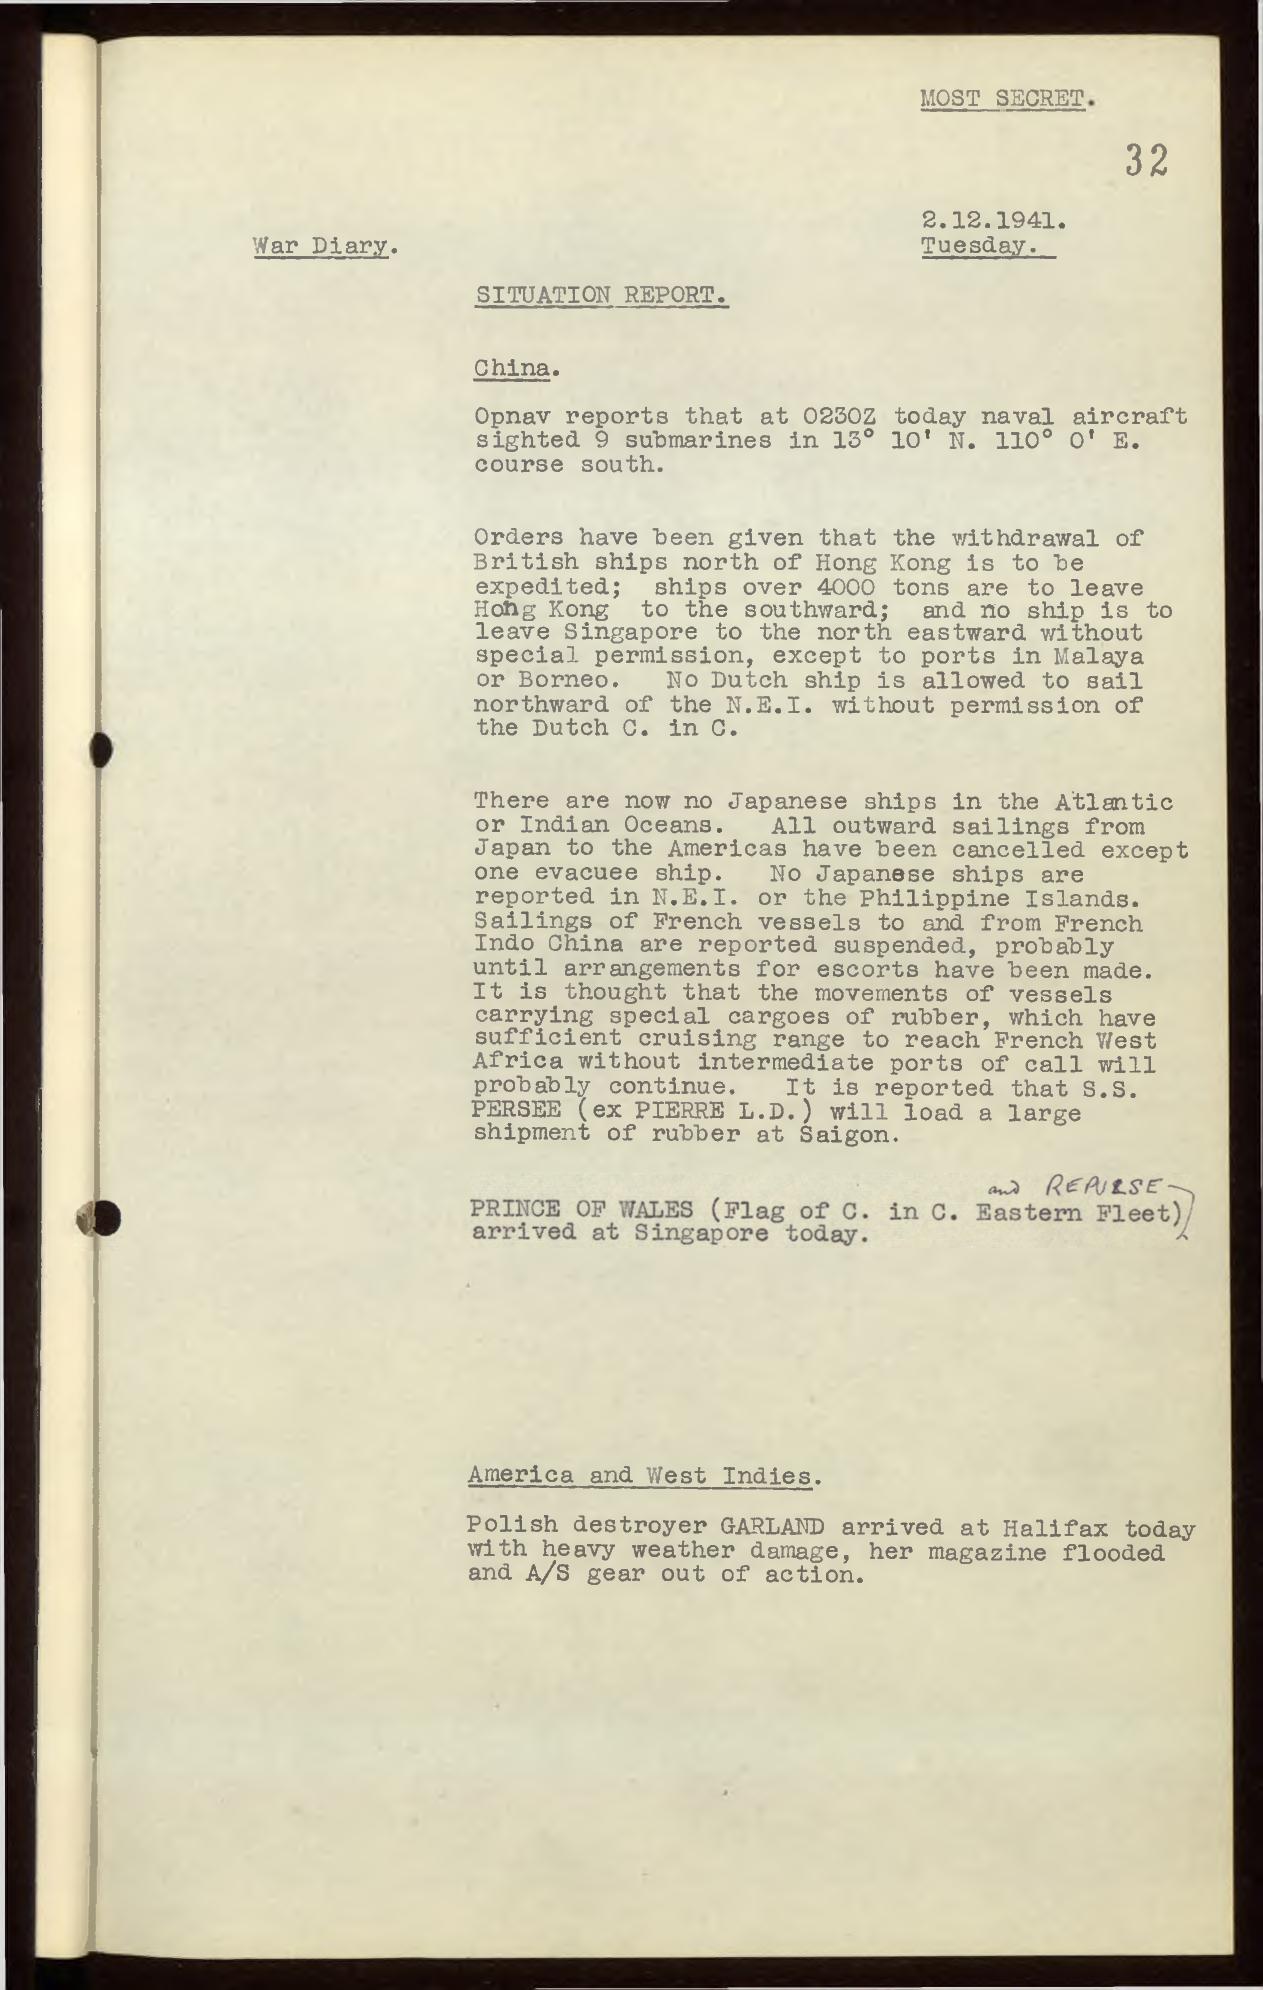 MOST SECRET.
32
2.12.1941.
War Diary.
Tuesday.
SITUATION REPORT.
China.
Opnav reports that at 0230Z today naval aircraft
sighted 9 submarines in 13° 10' N. 110° 0' E.
course south.
Orders have been given that the withdrawal of
British ships north of Hong Kong is to be
expedited; ships over 4000 tons are to leave
Hong Kong to the southward; and no ship is to
leave Singapore to the north eastward without
special permission, except to ports in Malaya
or Borneo. No Dutch ship is allowed to sail
northward of the N.E.I. without permission of
the Dutch C. in C.
There are now no Japanese ships in the Atlantic
or Indian Oceans. All outward sailings from
Japan to the Americas have been cancelled except
one evacuee ship. No Japanese ships are
reported in N.E.I. or the Philippine Islands.
Sailings of French vessels to and from French
Indo China are reported suspended, probably
until arrangements for escorts have been made.
It is thought that the movements of vessels
carrying special cargoes of rubber, which have
sufficient cruising range to reach French West
Africa without intermediate ports of call will
probably continue. It is reported that S.S.
PERSEE (ex PIERRE L.D.) will load a large
shipment of rubber at Saigon.
and REPULSE
PRINCE OF WALES (Flag of C. in C. Eastern Fleet)
arrived at Singapore today.
America and West Indies.
Polish destroyer GARLAND arrived at Halifax today
with heavy weather damage, her magazine flooded
and A/S gear out of action.